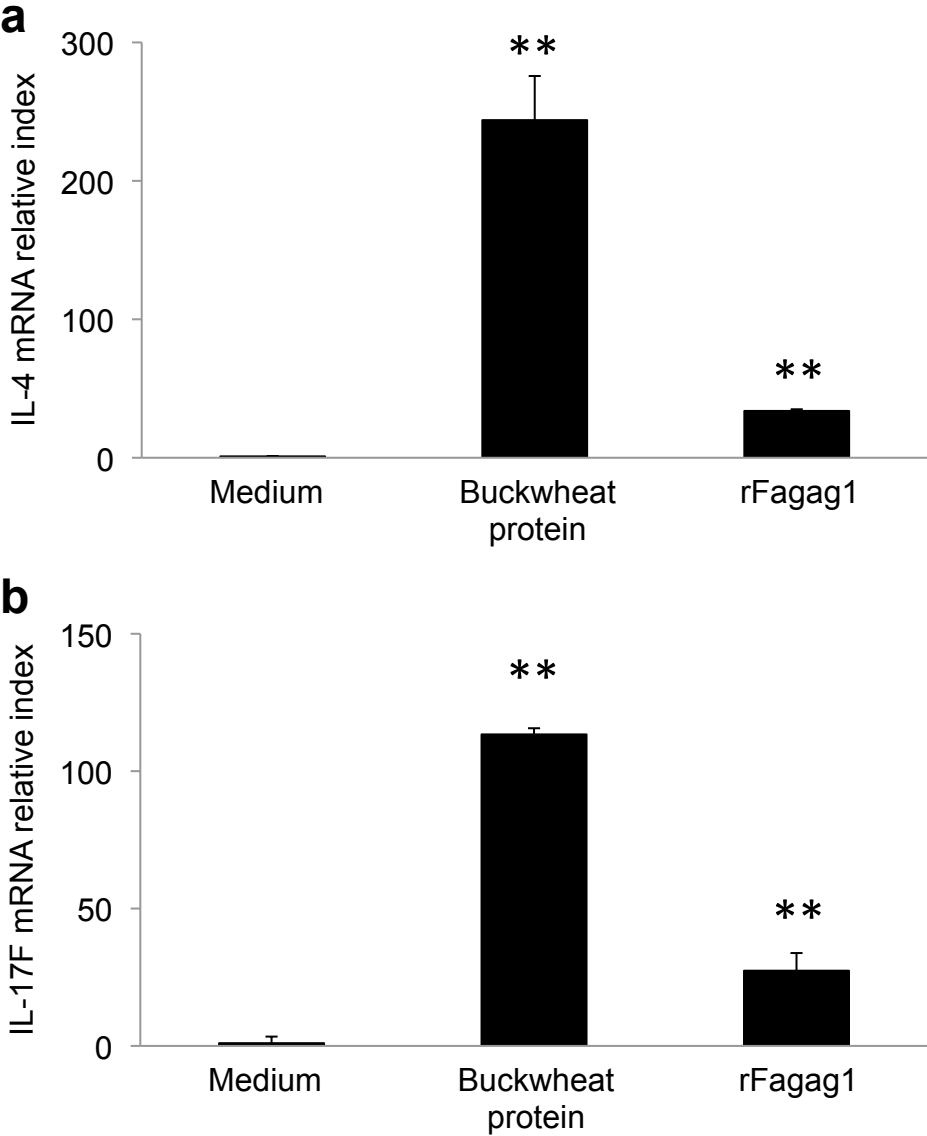 a
IL-4 mRNA relative index
300
200
100
0
**
**
Medium
Buckwheat
protein
rFagag1
b
IL-17F mRNA relative index
150
100
50
0
**
**
Medium
Buckwheat
protein
rFagag1